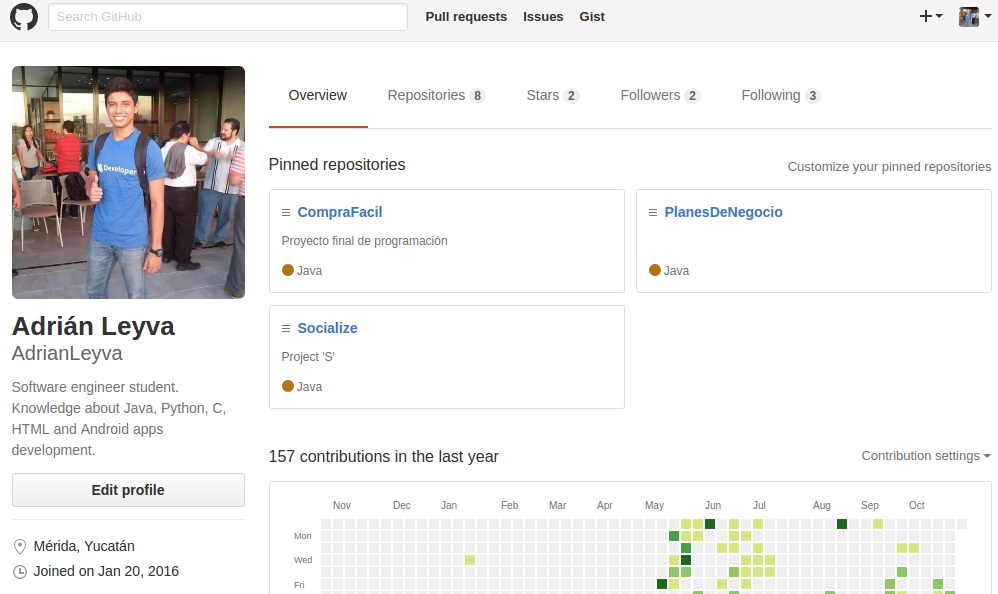 Search GitHub
Pull requests Issues Gist
Overview Repositories 8 Stars 2 Followers 2 Following 3
Developer
Pinned repositories
Customize your pinned repositories
CompraFacil
Proyecto final de programación
Java
PlanesDeNegocio
Java
Socialize
Project 'S'
Java
Adrián Leyva
AdrianLeyva
Software engineer student.
Knowledge about Java, Python, C,
HTML and Android apps
development.
Edit profile
Mérida, Yucatán
Joined on Jan 20, 2016
157 contributions in the last year
Contribution settings
Nov Dec Jan Feb Mar Apr May Jun Jul Aug Sep Oct
Mon
Wed
Fri